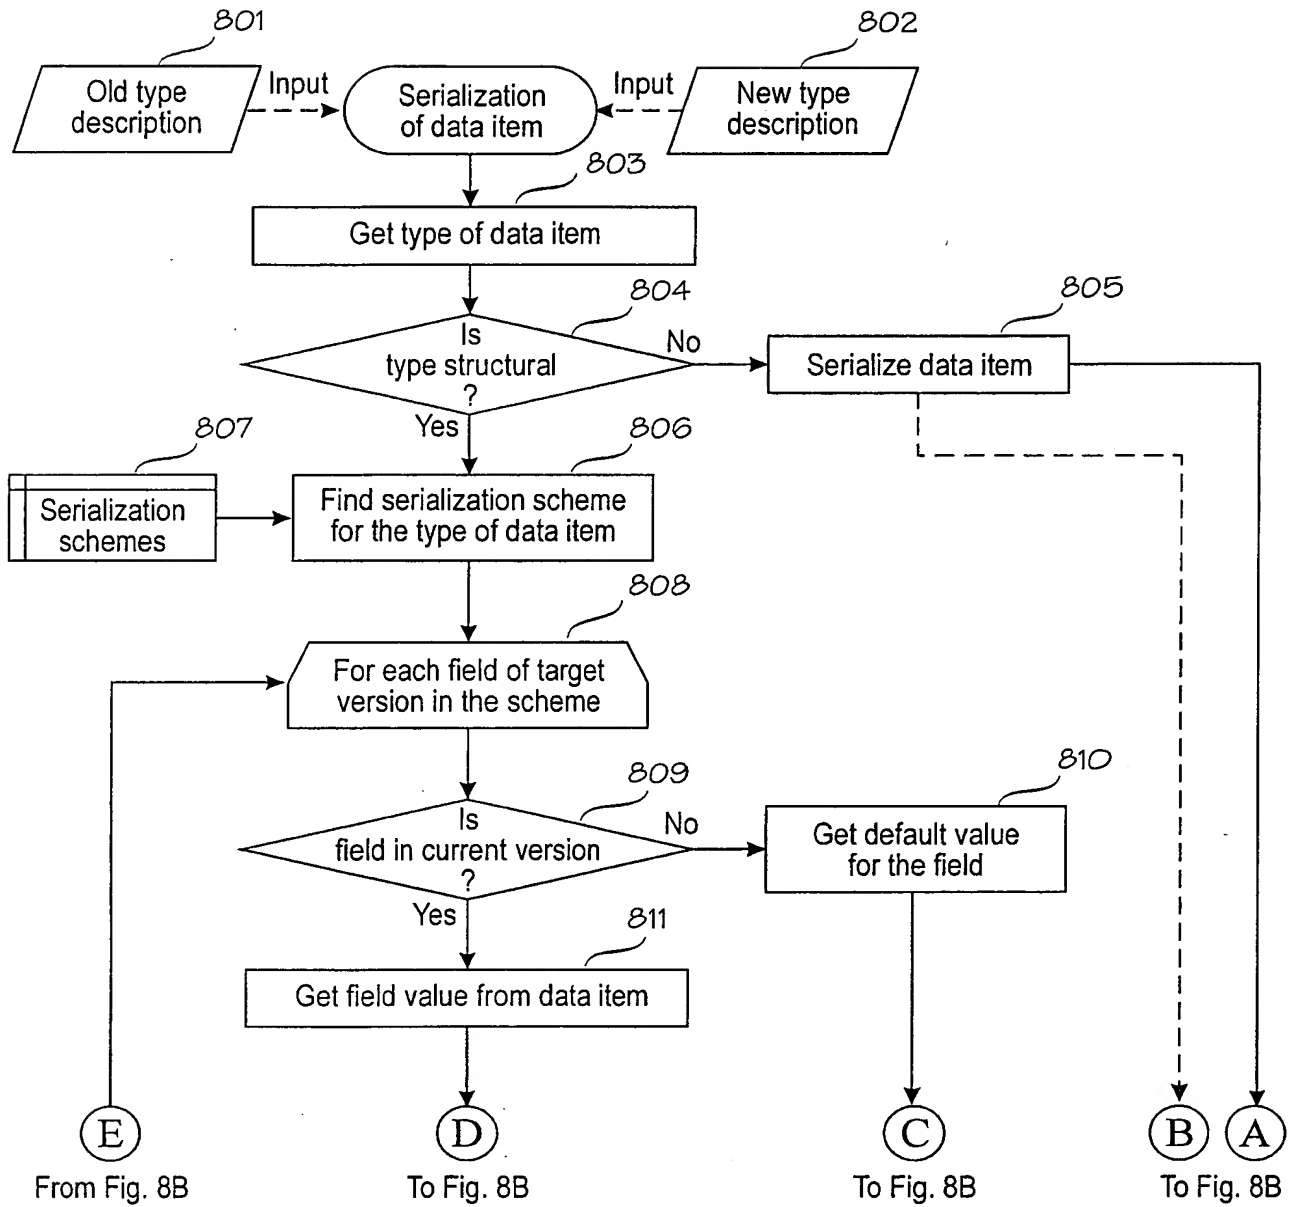 801
802
Old type
description
Input
Serialization
of data item
Input
New type
description
803
Get type of data item
804
805
Is
type structural
?
No
Serialize data item
Yes
807
806
Serialization
schemes
Find serialization scheme
for the type of data item
808
For each field of target
version in the scheme
809
810
Is
field in current version
?
No
Get default value
for the field
Yes
811
Get field value from data item
E
D
C
B
A
From Fig. 8B
To Fig. 8B
To Fig. 8B
To Fig. 8B